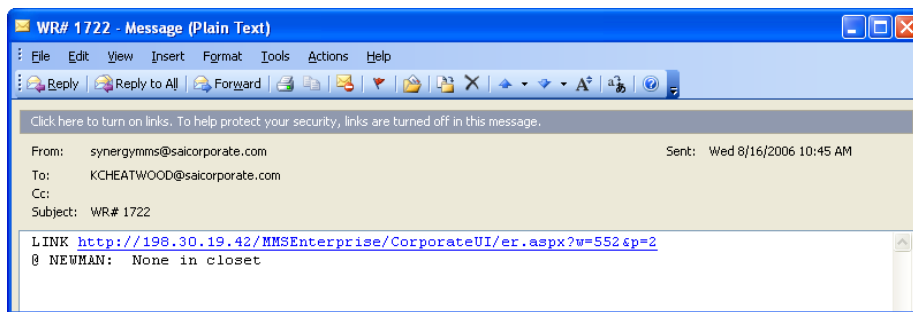 WR# 1722 - Message (Plain Text)
File Edit View Insert Format Tools Actions Help
Reply Reply to All Forward
Click here to turn on links. To help protect your security, links are turned off in this message.
From: synergymms@saicorporate.com Sent: Wed 8/16/2006 10:45 AM
To: KCHEATWOOD@saicorporate.com
Cc:
Subject: WR# 1722
LINK http://198.30.19.42/MMSEnterprise/CorporateUI/er.aspx?w=552&p=2
@ NEWMAN: None in closet